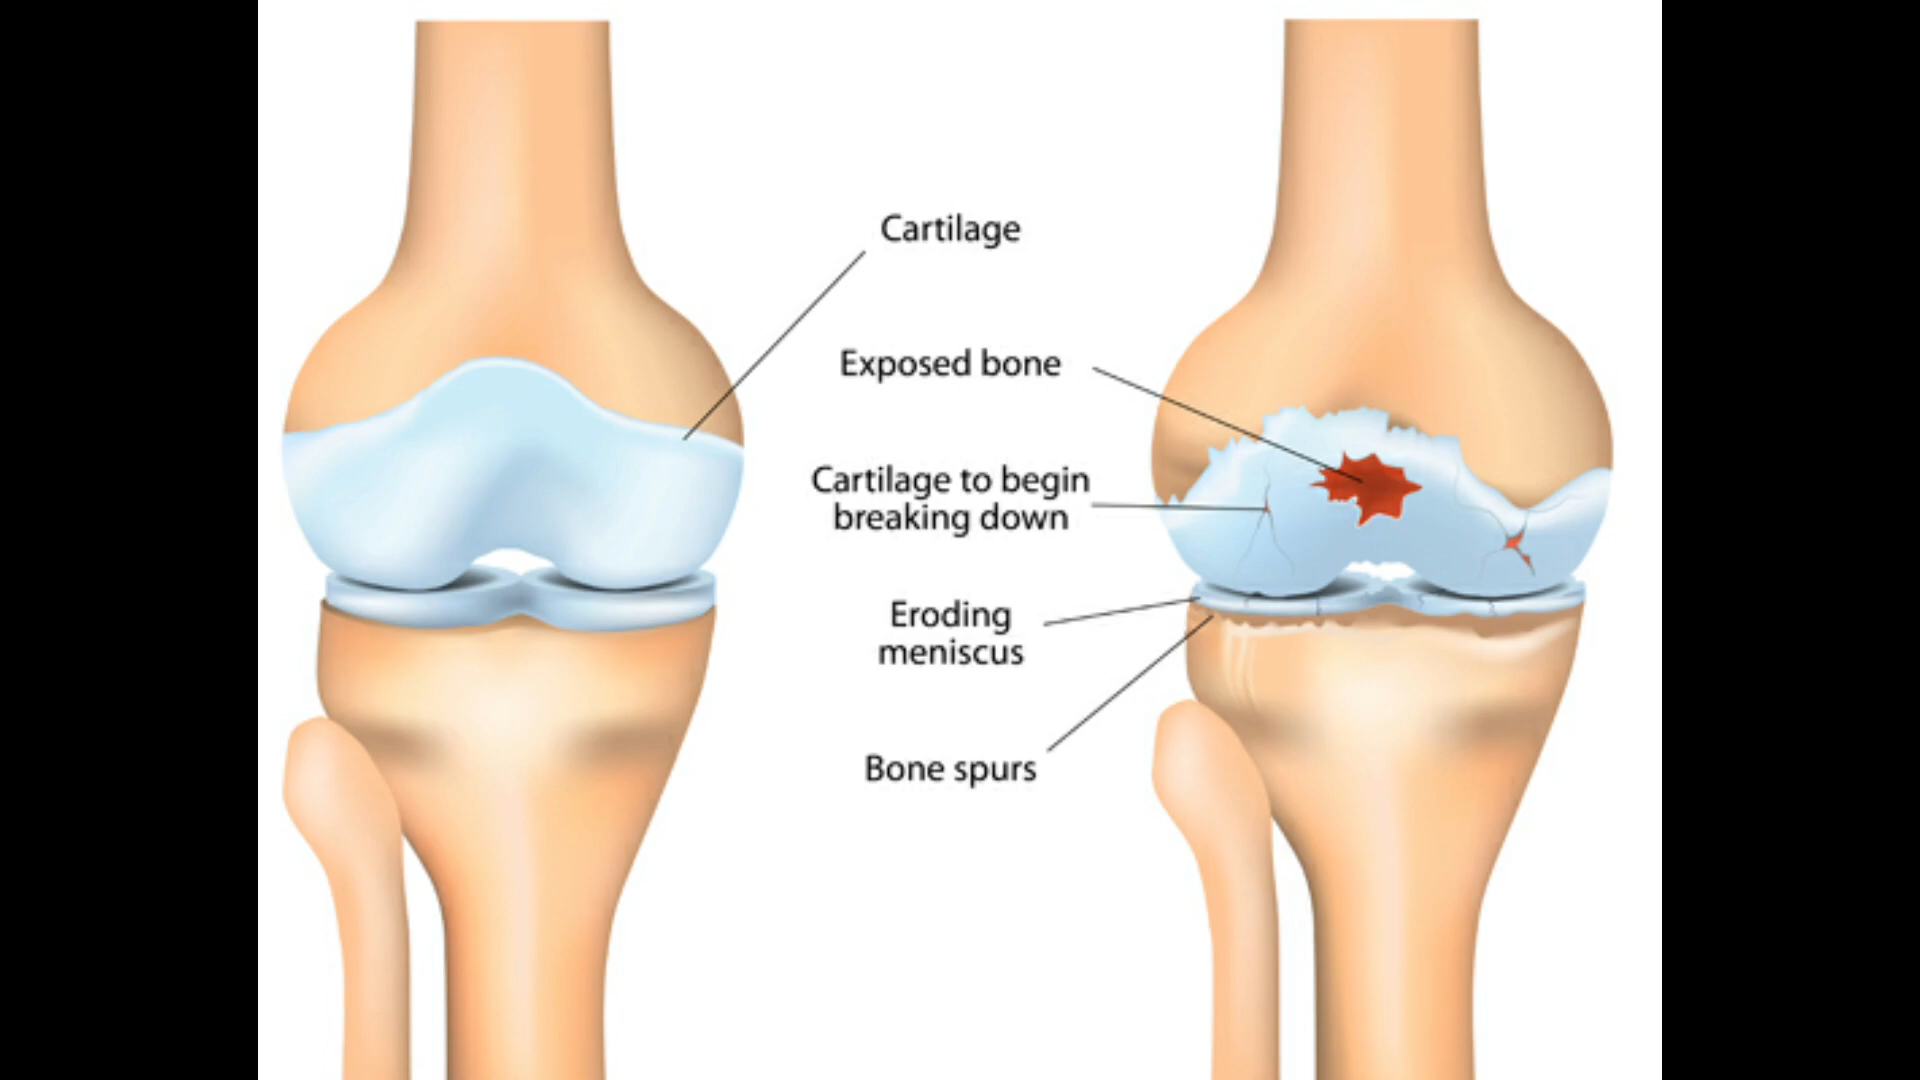 Cartilage
Exposed bone
Cartilage to begin
breaking down
Eroding
meniscus
Bone spurs